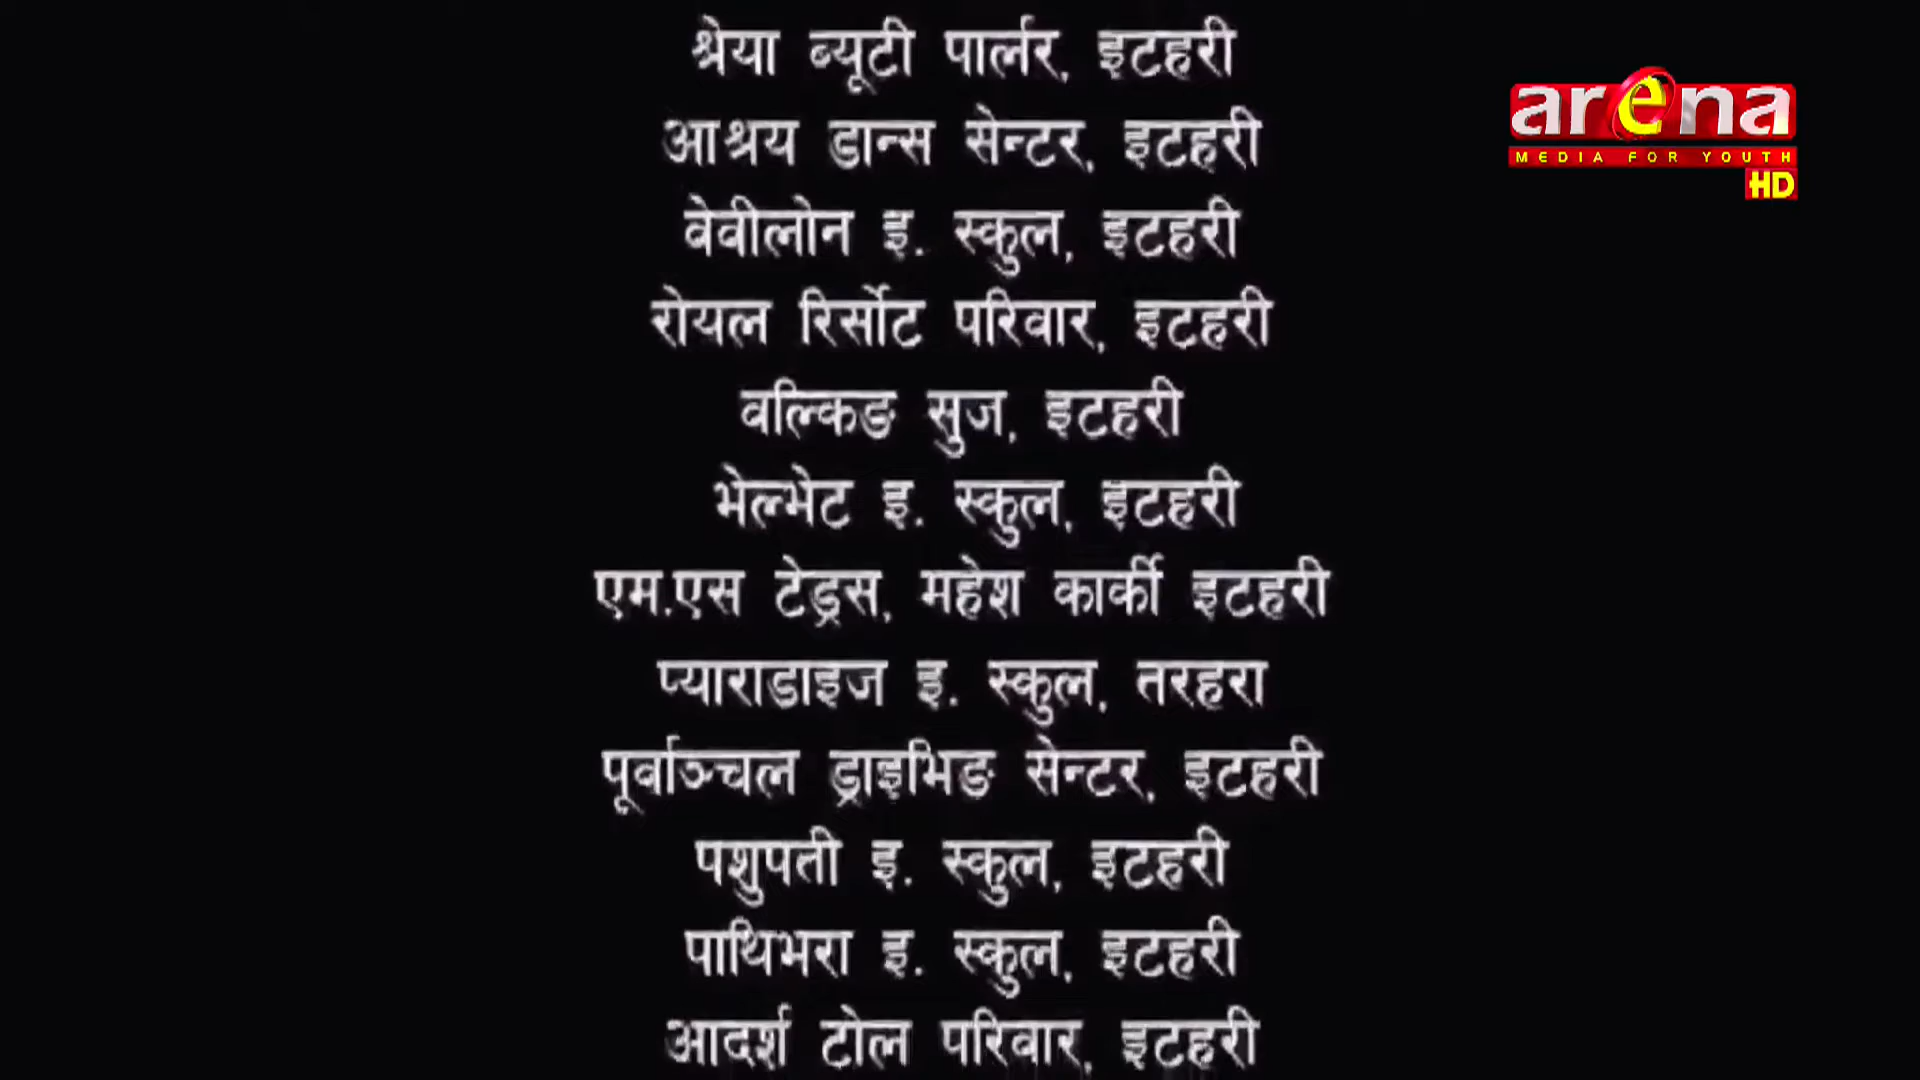 श्रेया ब्यूटी पार्लर, इटहरी
आश्रय डान्स सेन्टर, इटहरी
वेवीलोन इ. स्कुल, इटहरी
रोयल रिर्सोट परिवार, इटहरी
वल्किङ सुज, इटहरी
भेल्भेट इ. स्कुल, इटहरी
एम.एस टेड्रस, महेश कार्की इटहरी
प्याराडाइज इ. स्कुल, तरहरा
पूर्वाञ्चल ड्राइभिङ सेन्टर, इटहरी
पशुपती इ. स्कुल, इटहरी
पाथिभरा इ. स्कुल, इटहरी
आदर्श टोल परिवार, इटहरी
arena
MEDIA FOR YOUTH
HD